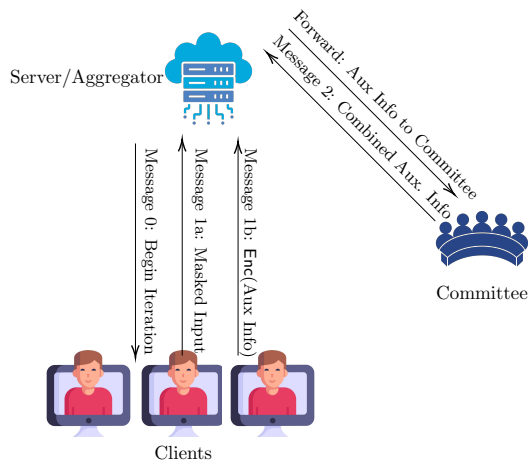 Server/Aggregator
Forward: Aux Info to Committee
Message 2: Combined Aux. Info
Message 0: Begin Iteration
Message 1a: Masked Input
Message 1b: Enc(Aux Info)
Committee
Clients